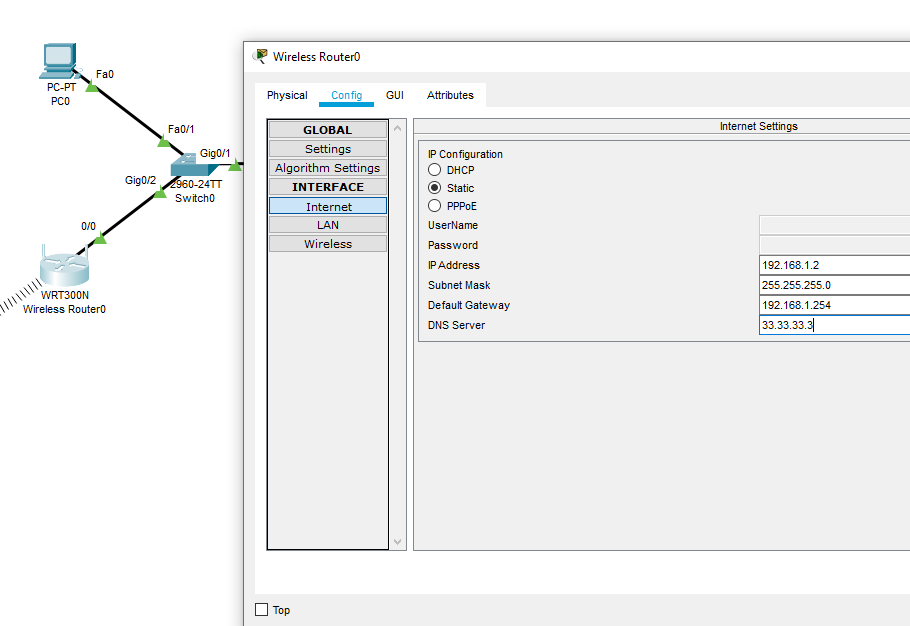 Fa0
PC-PT
PC0
Fa0/1
Gig0/1
Gig0/2
2960-24TT
Switch0
0/0
WRT300N
Wireless Router0
Wireless Router0
Physical
Config
GUI
Attributes
GLOBAL
Settings
Algorithm Settings
INTERFACE
Internet
LAN
Wireless
Internet Settings
IP Configuration
DHCP
Static
PPPoE
UserName
Password
IP Address 192.168.1.2
Subnet Mask 255.255.255.0
Default Gateway 192.168.1.254
DNS Server 33.33.33.3
Top